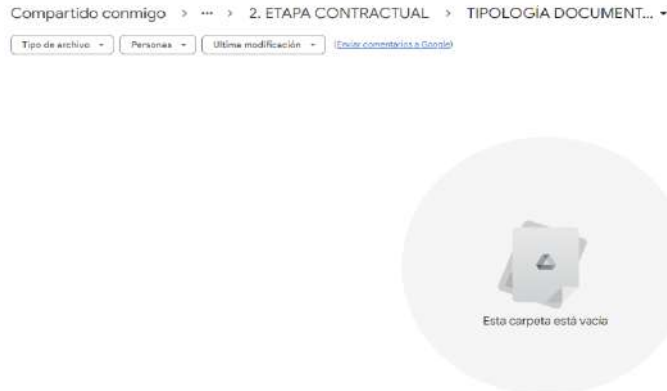 Compartido conmigo > ... > 2. ETAPA CONTRACTUAL > TIPOLOGÍA DOCUMENT...
Tipo de archivo Personas Ultima modificación (Enviar comentarios a Google)
Esta carpeta está vacía